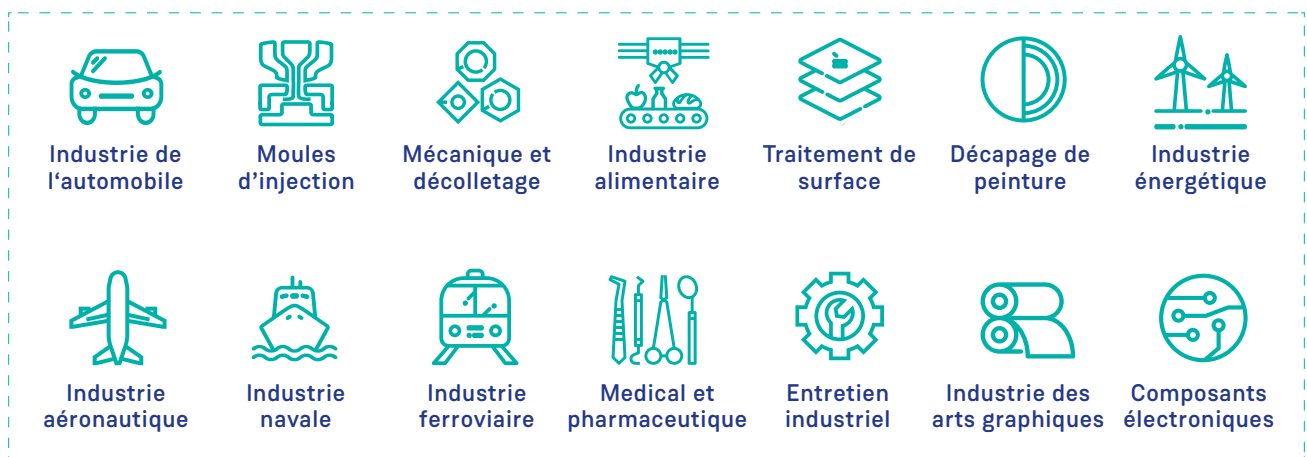 Industrie de
l‘automobile
Moules
d’injection
Mécanique et
décolletage
Industrie
alimentaire
Traitement de
surface
Décapage de
peinture
Industrie
énergétique
Industrie
aéronautique
Industrie
navale
Industrie
ferroviaire
Medical et
pharmaceutique
Entretien
industriel
Industrie des
arts graphiques
Composants
électroniques